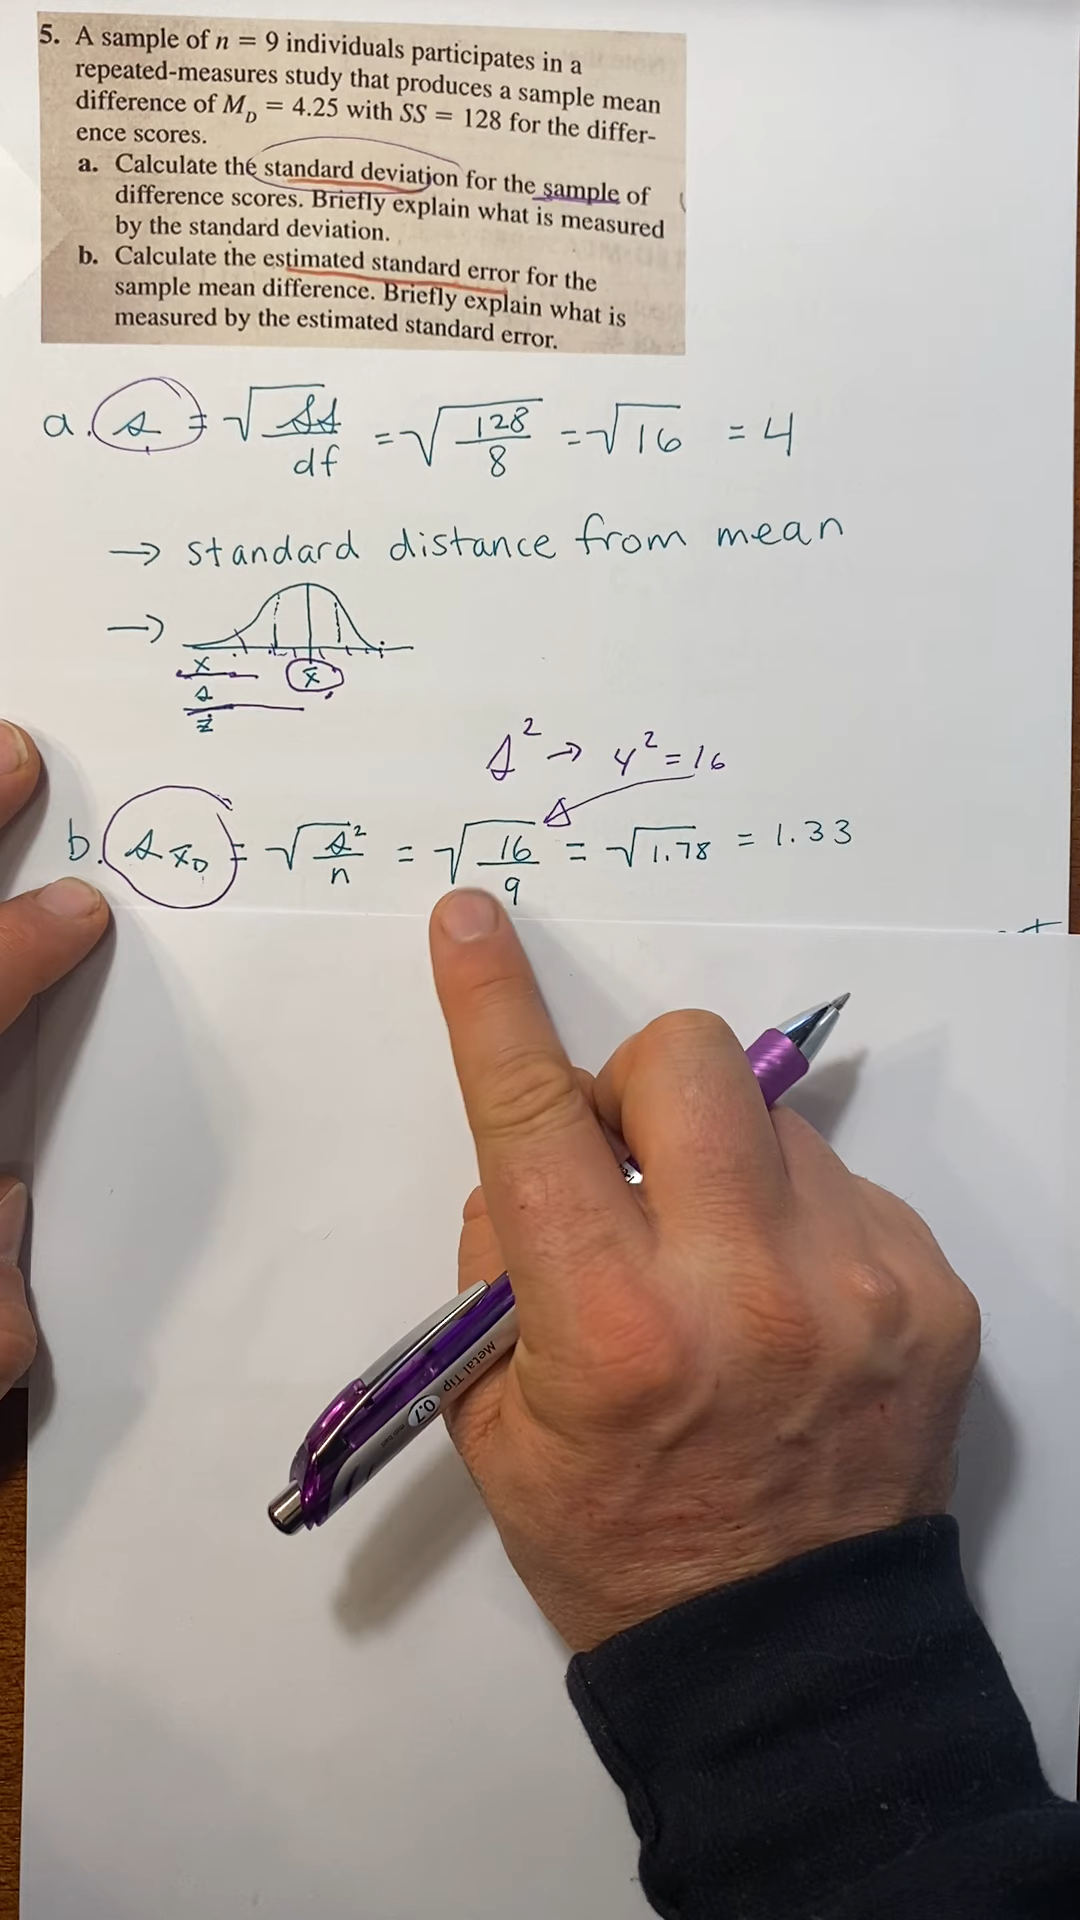 5. A sample of n = 9 individuals participates in a
repeated-measures study that produces a sample mean
difference of M_D = 4.25 with SS = 128 for the differ-
ence scores.
a. Calculate the standard deviation for the sample of
difference scores. Briefly explain what is measured
by the standard deviation.
b. Calculate the estimated standard error for the
sample mean difference. Briefly explain what is
measured by the estimated standard error.
a. s = √(SS/df) = √(128/8) = √16 = 4
→ standard distance from mean
→
x x̄
s
z
s² → 4² = 16
b. s x̄_D = √(s²/n) = √(16/9) = √1.78 = 1.33
Metal Tip
0.7